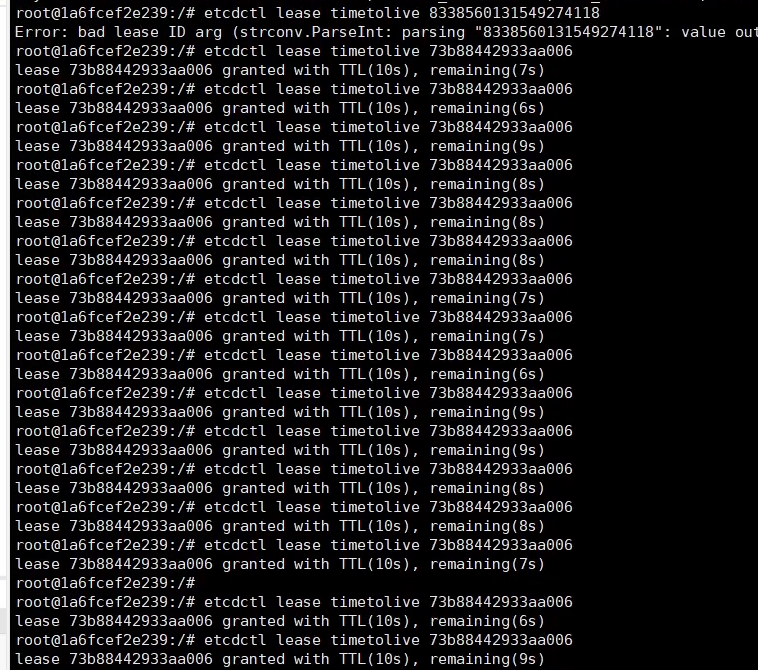 root@1a6fcef2e239:/# etcdctl lease timetolive 8338560131549274118
Error: bad lease ID arg (strconv.ParseInt: parsing "8338560131549274118": value out
root@1a6fcef2e239:/# etcdctl lease timetolive 73b88442933aa006
lease 73b88442933aa006 granted with TTL(10s), remaining(7s)
root@1a6fcef2e239:/# etcdctl lease timetolive 73b88442933aa006
lease 73b88442933aa006 granted with TTL(10s), remaining(6s)
root@1a6fcef2e239:/# etcdctl lease timetolive 73b88442933aa006
lease 73b88442933aa006 granted with TTL(10s), remaining(9s)
root@1a6fcef2e239:/# etcdctl lease timetolive 73b88442933aa006
lease 73b88442933aa006 granted with TTL(10s), remaining(8s)
root@1a6fcef2e239:/# etcdctl lease timetolive 73b88442933aa006
lease 73b88442933aa006 granted with TTL(10s), remaining(8s)
root@1a6fcef2e239:/# etcdctl lease timetolive 73b88442933aa006
lease 73b88442933aa006 granted with TTL(10s), remaining(8s)
root@1a6fcef2e239:/# etcdctl lease timetolive 73b88442933aa006
lease 73b88442933aa006 granted with TTL(10s), remaining(7s)
root@1a6fcef2e239:/# etcdctl lease timetolive 73b88442933aa006
lease 73b88442933aa006 granted with TTL(10s), remaining(7s)
root@1a6fcef2e239:/# etcdctl lease timetolive 73b88442933aa006
lease 73b88442933aa006 granted with TTL(10s), remaining(6s)
root@1a6fcef2e239:/# etcdctl lease timetolive 73b88442933aa006
lease 73b88442933aa006 granted with TTL(10s), remaining(9s)
root@1a6fcef2e239:/# etcdctl lease timetolive 73b88442933aa006
lease 73b88442933aa006 granted with TTL(10s), remaining(9s)
root@1a6fcef2e239:/# etcdctl lease timetolive 73b88442933aa006
lease 73b88442933aa006 granted with TTL(10s), remaining(8s)
root@1a6fcef2e239:/# etcdctl lease timetolive 73b88442933aa006
lease 73b88442933aa006 granted with TTL(10s), remaining(8s)
root@1a6fcef2e239:/# etcdctl lease timetolive 73b88442933aa006
lease 73b88442933aa006 granted with TTL(10s), remaining(7s)
root@1a6fcef2e239:/#
root@1a6fcef2e239:/# etcdctl lease timetolive 73b88442933aa006
lease 73b88442933aa006 granted with TTL(10s), remaining(6s)
root@1a6fcef2e239:/# etcdctl lease timetolive 73b88442933aa006
lease 73b88442933aa006 granted with TTL(10s), remaining(9s)